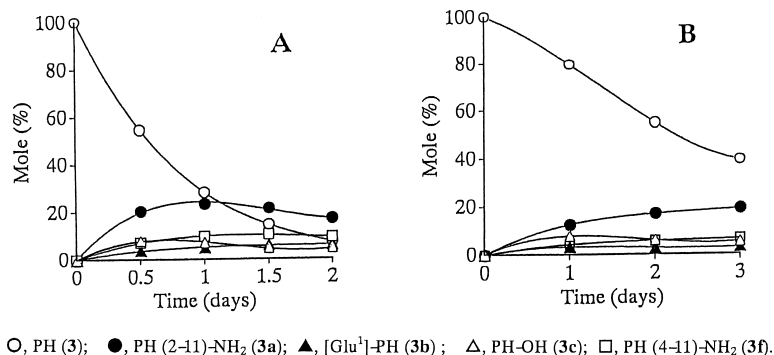 A
Mole (%)
100
80
60
40
20
0
0 0.5 1 1.5 2
Time (days)
B
Mole (%)
100
80
60
40
20
0
0 1 2 3
Time (days)
○, PH (3); ●, PH (2–11)–NH₂ (3a); ▲, [Glu¹]-PH (3b) ; △, PH-OH (3c); □, PH (4–11)-NH₂ (3f).